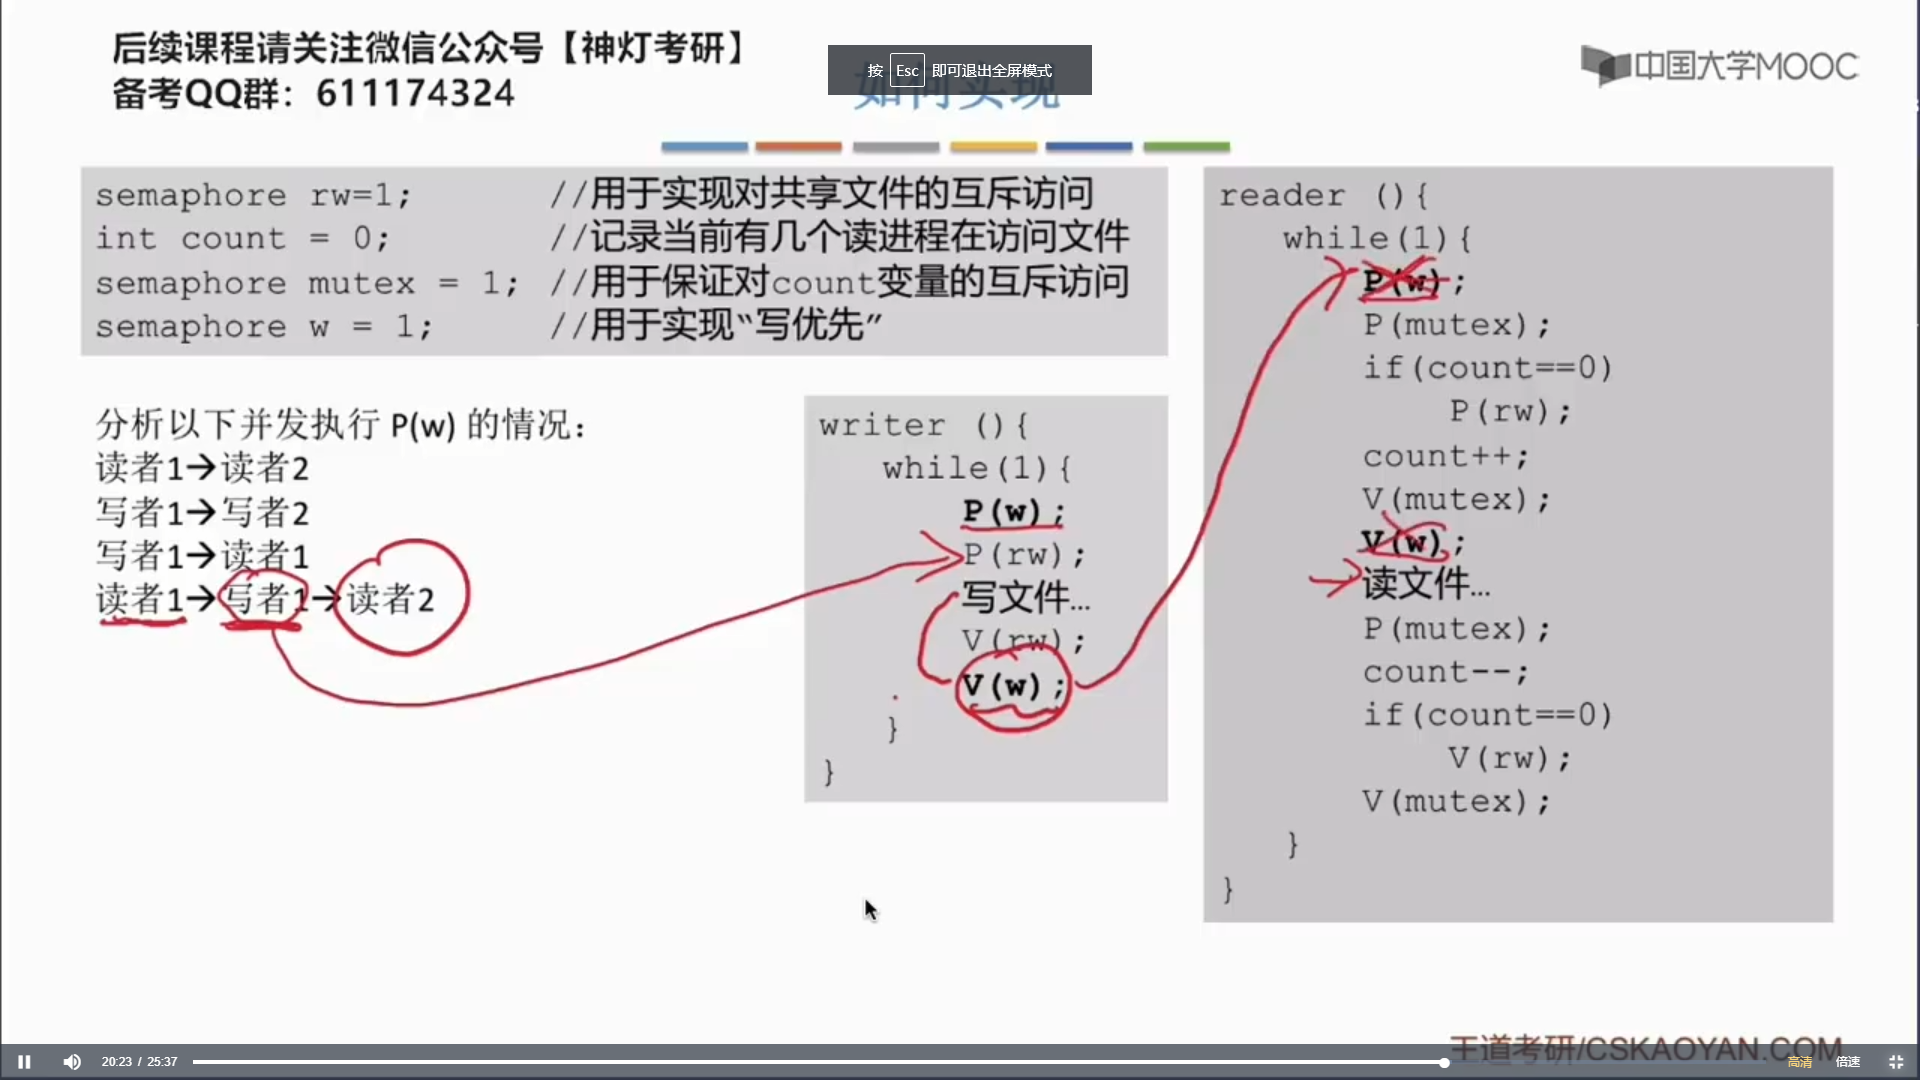 后续课程请关注微信公众号【神灯考研】
备考QQ群：611174324
按 Esc 即可退出全屏模式
如何实现
中国大学MOOC
semaphore rw=1; //用于实现对共享文件的互斥访问
int count = 0; //记录当前有几个读进程在访问文件
semaphore mutex = 1; //用于保证对count变量的互斥访问
semaphore w = 1; //用于实现“写优先”
分析以下并发执行 P(w) 的情况：
读者1→读者2
写者1→写者2
写者1→读者1
读者1→写者1→读者2
writer (){
while(1){
P(w);
P(rw);
写文件…
V(rw);
V(w);
}
}
reader (){
while(1){
P(w);
P(mutex);
if(count==0)
P(rw);
count++;
V(mutex);
V(w);
读文件…
P(mutex);
count--;
if(count==0)
V(rw);
V(mutex);
}
}
王道考研/CSKAOYAN.COM
20:23 / 25:37
高清
倍速